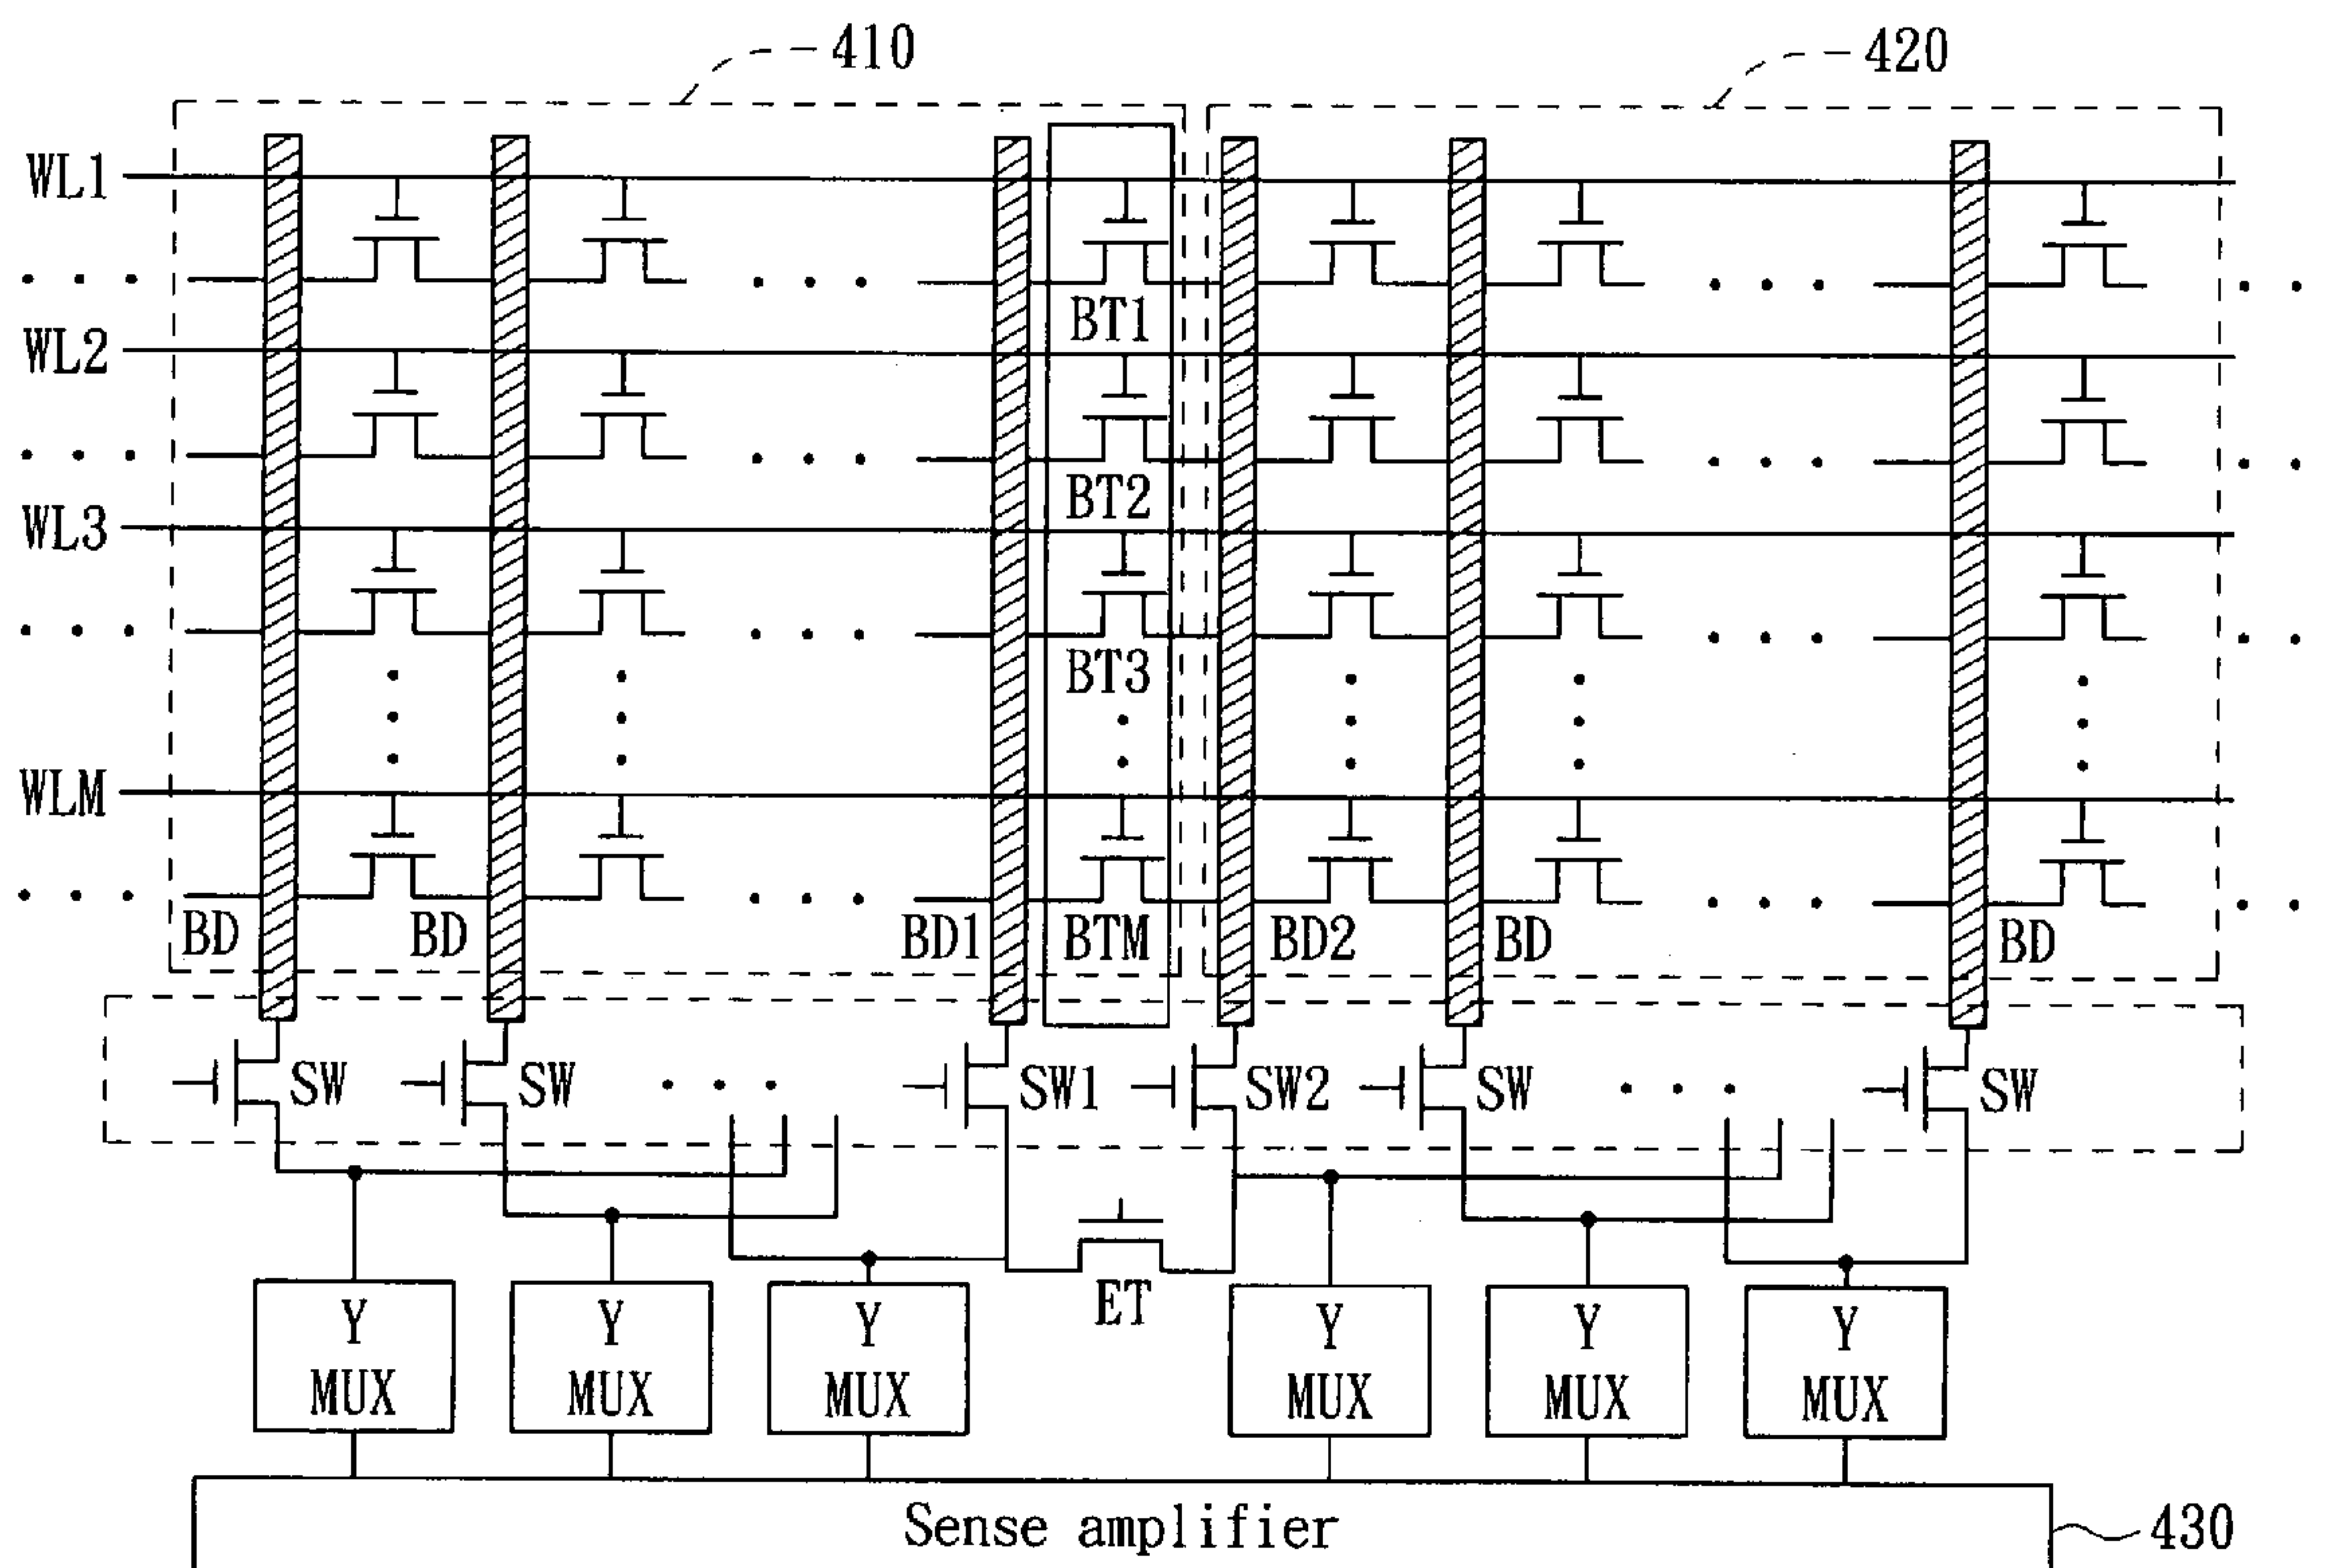 410
420
WL1
BT1
WL2
BT2
WL3
BT3
WLM
BD BD BD1 BTM BD2 BD BD
SW SW SW1 SW2 SW SW
ET
Y MUX
Y MUX
Y MUX
Y MUX
Y MUX
Y MUX
Sense amplifier
430